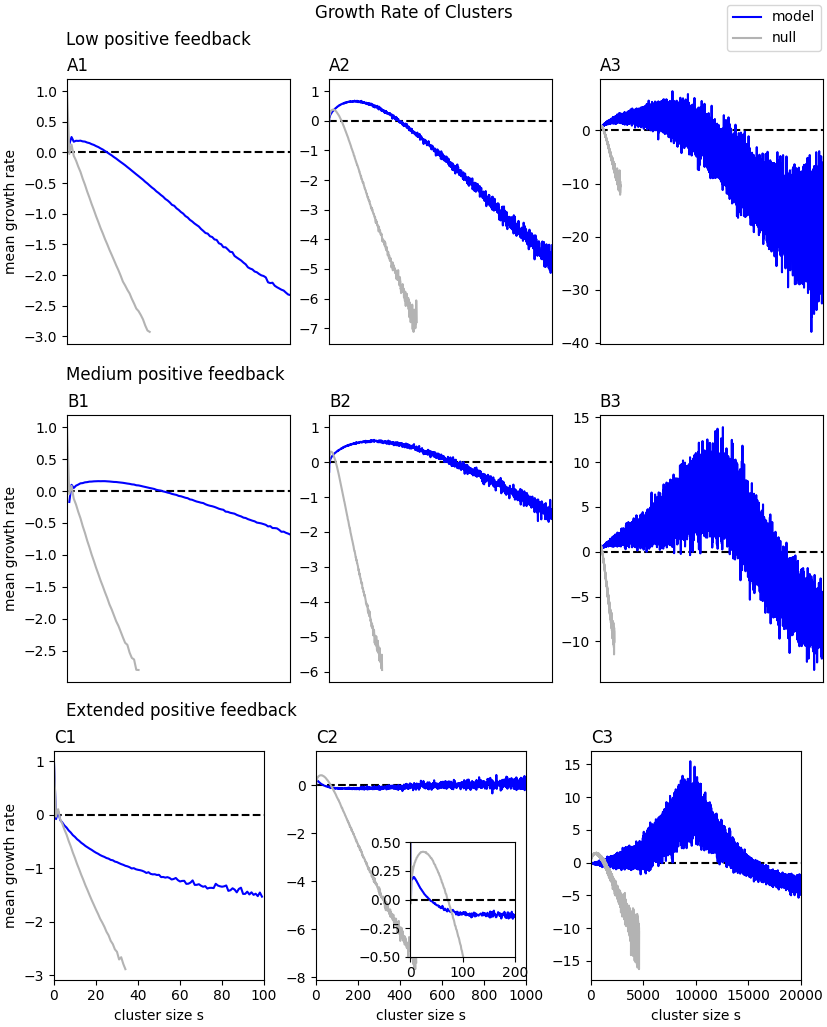 Growth Rate of Clusters
model
null
Low positive feedback
A1
A2
A3
mean growth rate
1.0
0.5
0.0
−0.5
−1.0
−1.5
−2.0
−2.5
−3.0
1
0
−1
−2
−3
−4
−5
−6
−7
0
−10
−20
−30
−40
Medium positive feedback
B1
B2
B3
mean growth rate
1.0
0.5
0.0
−0.5
−1.0
−1.5
−2.0
−2.5
1
0
−1
−2
−3
−4
−5
−6
15
10
5
0
−5
−10
Extended positive feedback
C1
C2
C3
mean growth rate
1
0
−1
−2
−3
0 20 40 60 80 100
cluster size s
0
−2
−4
−6
−8
0 200 400 600 800 1000
cluster size s
0.50
0.25
0.00
−0.25
−0.50
0 100 200
15
10
5
0
−5
−10
−15
0 5000 10000 15000 20000
cluster size s